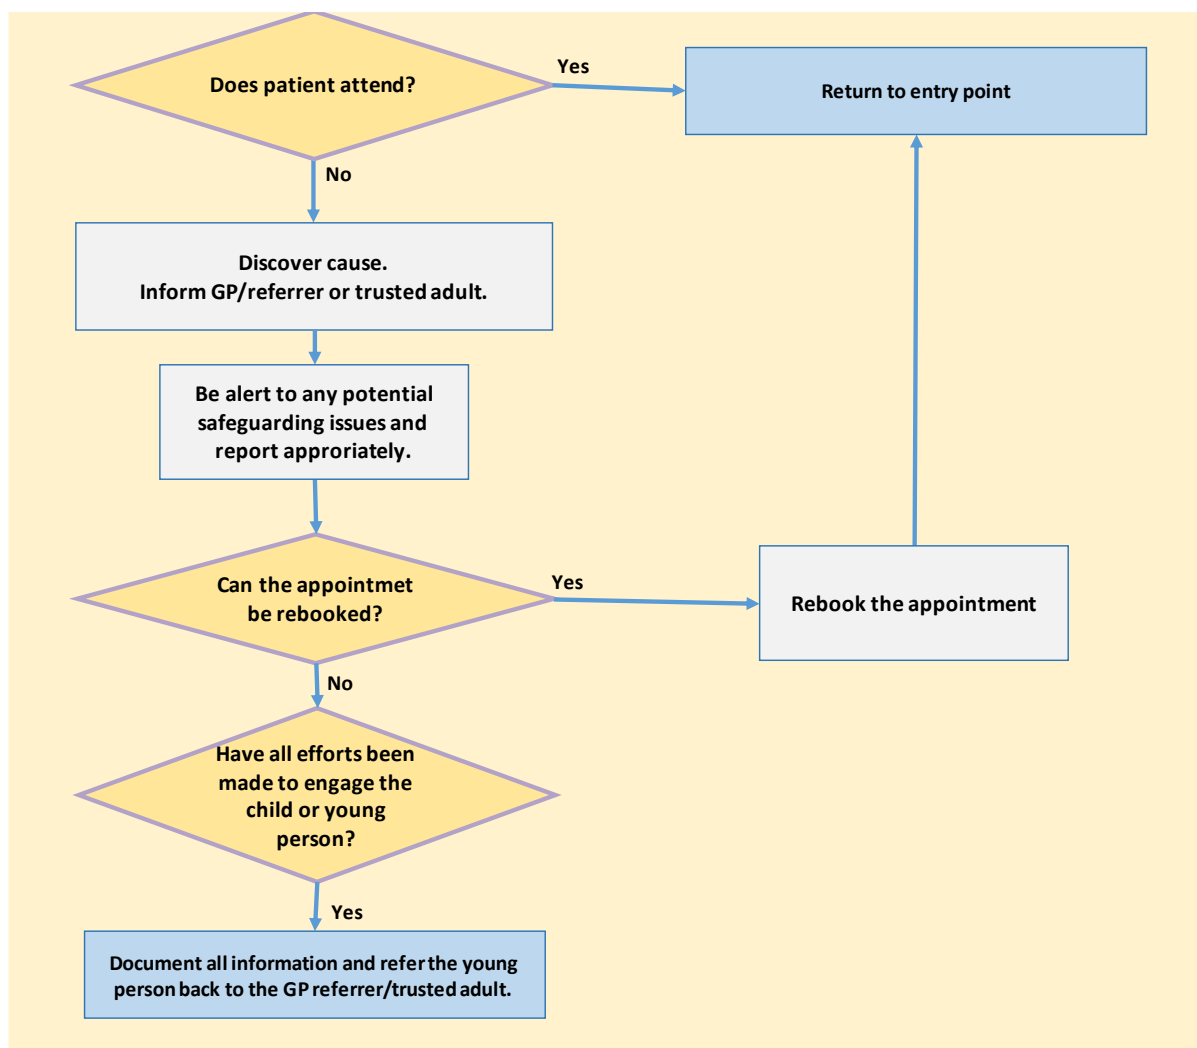 Does patient attend?
Yes
Return to entry point
No
Discover cause.
Inform GP/referrer or trusted adult.
Be alert to any potential
safeguarding issues and
report approriately.
Can the appointmet
be rebooked?
Yes
Rebook the appointment
No
Have all efforts been
made to engage the
child or young
person?
Yes
Document all information and refer the young
person back to the GP referrer/trusted adult.